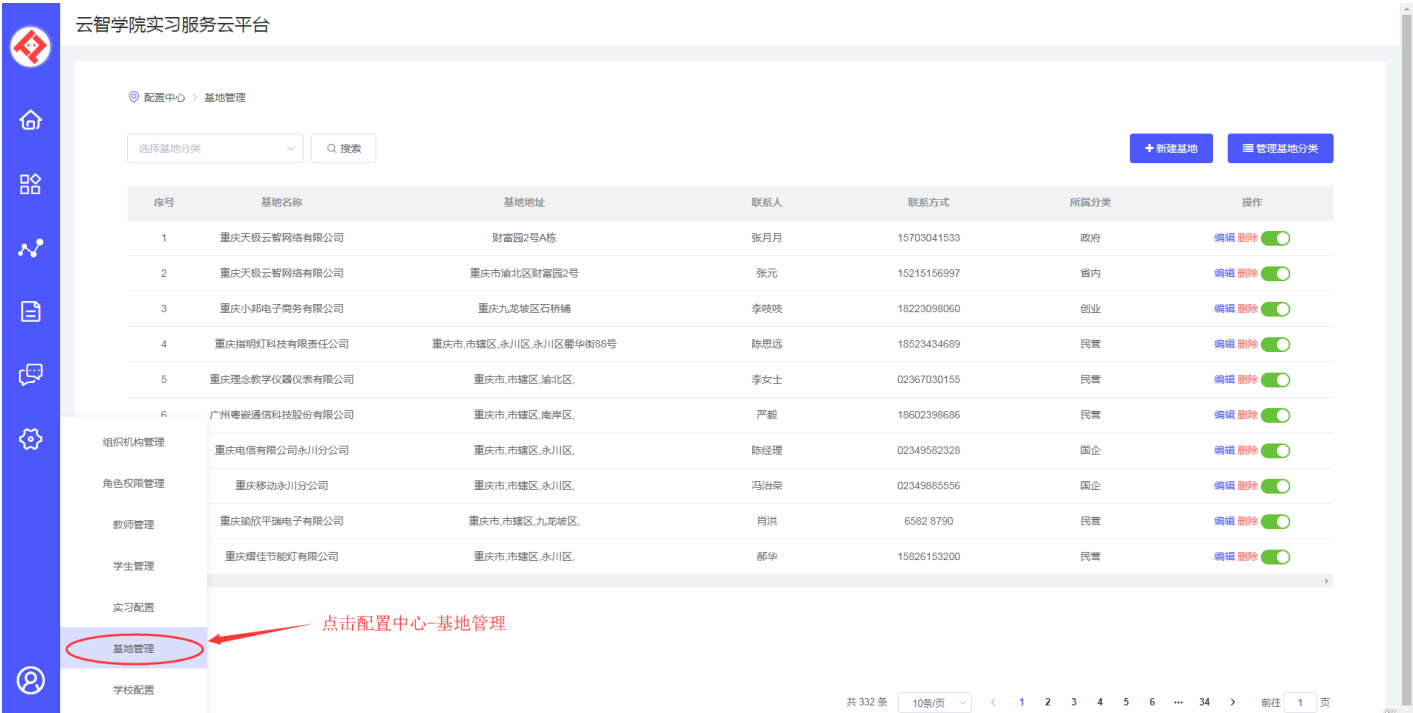 云智学院实习服务云平台
配置中心 > 基地管理
选择基地分类 搜索 +新建基地 管理基地分类
序号 基地名称 基地地址 联系人 联系方式 所属分类 操作
1 重庆天极云智网络有限公司 财富园2号A栋 张月月 15703041533 政府 编辑 删除
2 重庆天极云智网络有限公司 重庆市渝北区财富园2号 张元 15215156997 省内 编辑 删除
3 重庆小邦电子商务有限公司 重庆九龙坡区石桥铺 李吱吱 18223098060 创业 编辑 删除
4 重庆指明灯科技有限责任公司 重庆市,市辖区,永川区,永川区蜀华街88号 陈思远 18523434689 民营 编辑 删除
5 重庆理念教学仪器仪表有限公司 重庆市,市辖区,渝北区, 李女士 02367030155 民营 编辑 删除
6 广州粤嵌通信科技股份有限公司 重庆市,市辖区,南岸区, 严毅 18602398686 民营 编辑 删除
重庆电信有限公司永川分公司 重庆市,市辖区,永川区, 陈经理 02349582328 国企 编辑 删除
重庆移动永川分公司 重庆市,市辖区,永川区, 冯治荣 02349885556 国企 编辑 删除
重庆瑜欣平瑞电子有限公司 重庆市,市辖区,九龙坡区, 肖洪 6582 8790 民营 编辑 删除
重庆熠佳节能灯有限公司 重庆市,市辖区,永川区, 郝华 15826153200 民营 编辑 删除
组织机构管理
角色权限管理
教师管理
学生管理
实习配置
基地管理
学校配置
点击配置中心-基地管理
共 332 条 10条/页 < 1 2 3 4 5 6 ··· 34 > 前往 1 页